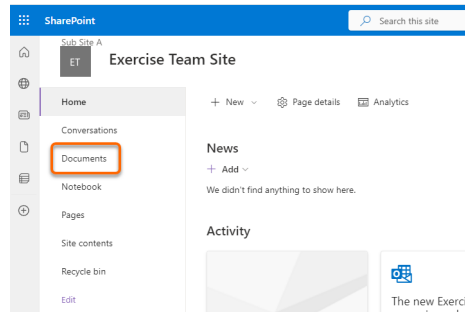 SharePoint
Search this site
Sub Site A
ET
Exercise Team Site
Home
Conversations
Documents
Notebook
Pages
Site contents
Recycle bin
Edit
+ New
Page details
Analytics
News
+ Add
We didn't find anything to show here.
Activity
The new Exerci